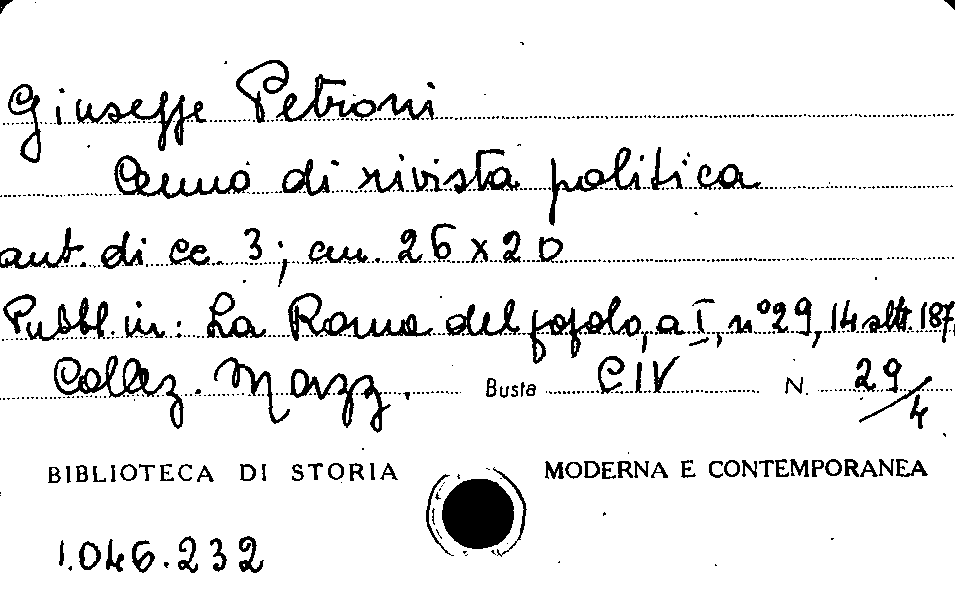 Giuseppe Petroni
Cenno di rivista politica
aut. di cc. 3; cm. 26 x 20
Pubbl. in: La Roma del popolo, a I, n° 29, 14 sett. 187
Collez. Mazz. Busta CIV N. 29/4
BIBLIOTECA DI STORIA MODERNA E CONTEMPORANEA
1.046.232